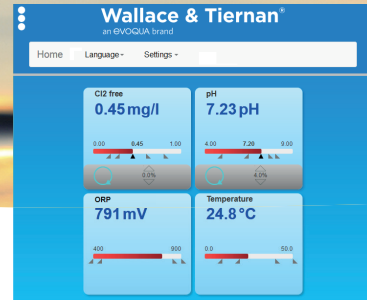 Wallace & Tiernan®
an evoqua brand
Home Language Settings
Cl2 free
0.45 mg/l
0.00 0.45 1.00
0.0%
pH
7.23 pH
4.00 7.20 9.00
4.0%
ORP
791 mV
400 900
Temperature
24.8 °C
0.0 50.0